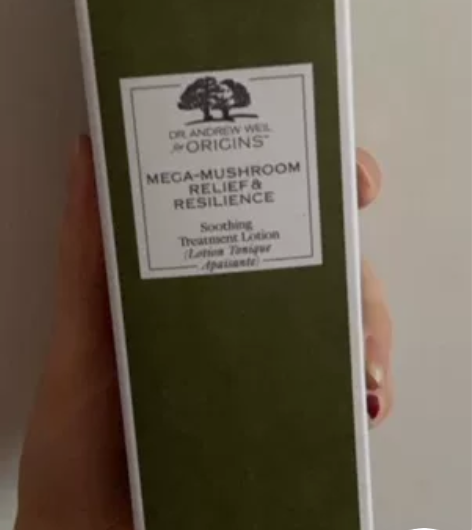 DR. ANDREW WEIL
for ORIGINS™
MEGA-MUSHROOM
RELIEF &
RESILIENCE
Soothing
Treatment Lotion
(Lotion Tonique
Apaisante)